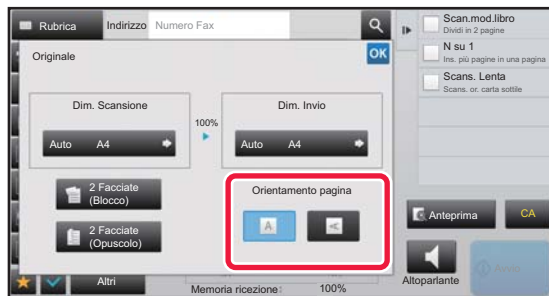 Rubrica
Indirizzo
Numero Fax
Originale
OK
Dim. Scansione
Auto A4
100%
Dim. Invio
Auto A4
2 Facciate
(Blocco)
2 Facciate
(Opuscolo)
Orientamento pagina
A
A
Altri
Memoria ricezione:
100%
Scan.mod.libro
Dividi in 2 pagine
N su 1
Ins. più pagine in una pagina
Scans. Lenta
Scans. or. carta sottile
Anteprima
CA
Altoparlante
Avvio